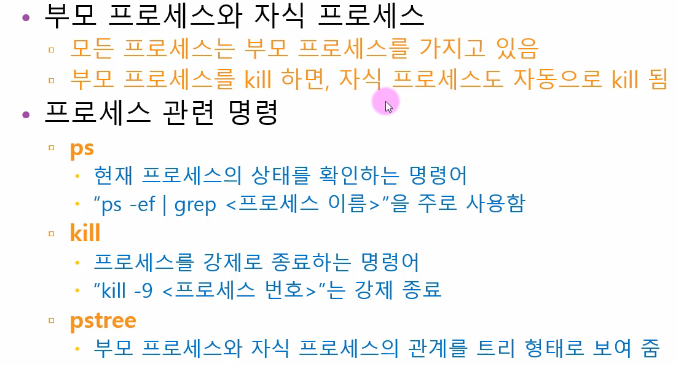 부모 프로세스와 자식 프로세스
모든 프로세스는 부모 프로세스를 가지고 있음
부모 프로세스를 kill 하면, 자식 프로세스도 자동으로 kill 됨
프로세스 관련 명령
ps
현재 프로세스의 상태를 확인하는 명령어
"ps -ef | grep <프로세스 이름>"을 주로 사용함
kill
프로세스를 강제로 종료하는 명령어
"kill -9 <프로세스 번호>"는 강제 종료
pstree
부모 프로세스와 자식 프로세스의 관계를 트리 형태로 보여 줌